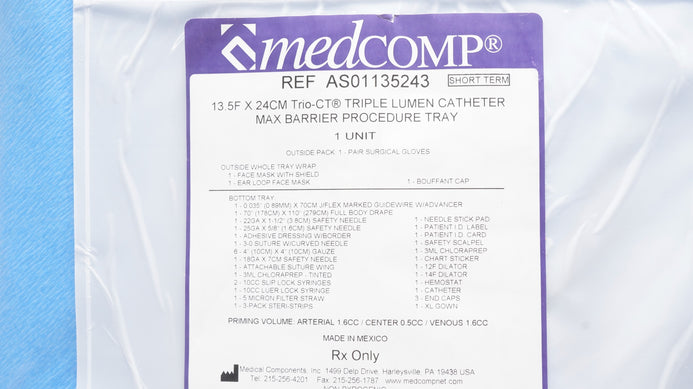 medCOMP®
REF AS01135243 SHORT TERM
13.5F X 24CM Trio-CT® TRIPLE LUMEN CATHETER
MAX BARRIER PROCEDURE TRAY
1 UNIT
OUTSIDE PACK: 1 - PAIR SURGICAL GLOVES
OUTSIDE WHOLE TRAY WRAP:
1 - FACE MASK WITH SHIELD
1 - EAR LOOP FACE MASK
1 - BOUFFANT CAP
BOTTOM TRAY:
1 - 0.035" (0.89MM) X 70CM J/FLEX MARKED GUIDEWIRE W/ADVANCER
1 - 70" (178CM) X 110" (279CM) FULL BODY DRAPE
1 - 22GA X 1-1/2" (3.8CM) SAFETY NEEDLE
1 - 25GA X 5/8" (1.6CM) SAFETY NEEDLE
1 - ADHESIVE DRESSING W/BORDER
1 - 3-0 SUTURE W/CURVED NEEDLE
6 - 4" (10CM) X 4" (10CM) GAUZE
1 - 18GA X 7CM SAFETY NEEDLE
1 - ATTACHABLE SUTURE WING
1 - 3ML CHLORAPREP - TINTED
2 - 10CC SLIP LOCK SYRINGES
1 - 10CC LUER LOCK SYRINGE
1 - 5 MICRON FILTER STRAW
1 - 3-PACK STERI-STRIPS
1 - NEEDLE STICK PAD
1 - PATIENT I.D. LABEL
1 - PATIENT I.D. CARD
1 - SAFETY SCALPEL
1 - 3ML CHLORAPREP
1 - CHART STICKER
1 - 12F DILATOR
1 - 14F DILATOR
1 - HEMOSTAT
1 - CATHETER
3 - END CAPS
1 - XL GOWN
PRIMING VOLUME: ARTERIAL 1.6CC / CENTER 0.5CC / VENOUS 1.6CC
MADE IN MEXICO
Rx Only
Medical Components, Inc. 1499 Delp Drive, Harleysville, PA 19438 USA
Tel: 215-256-4201 Fax: 215-256-1787 www.medcompnet.com